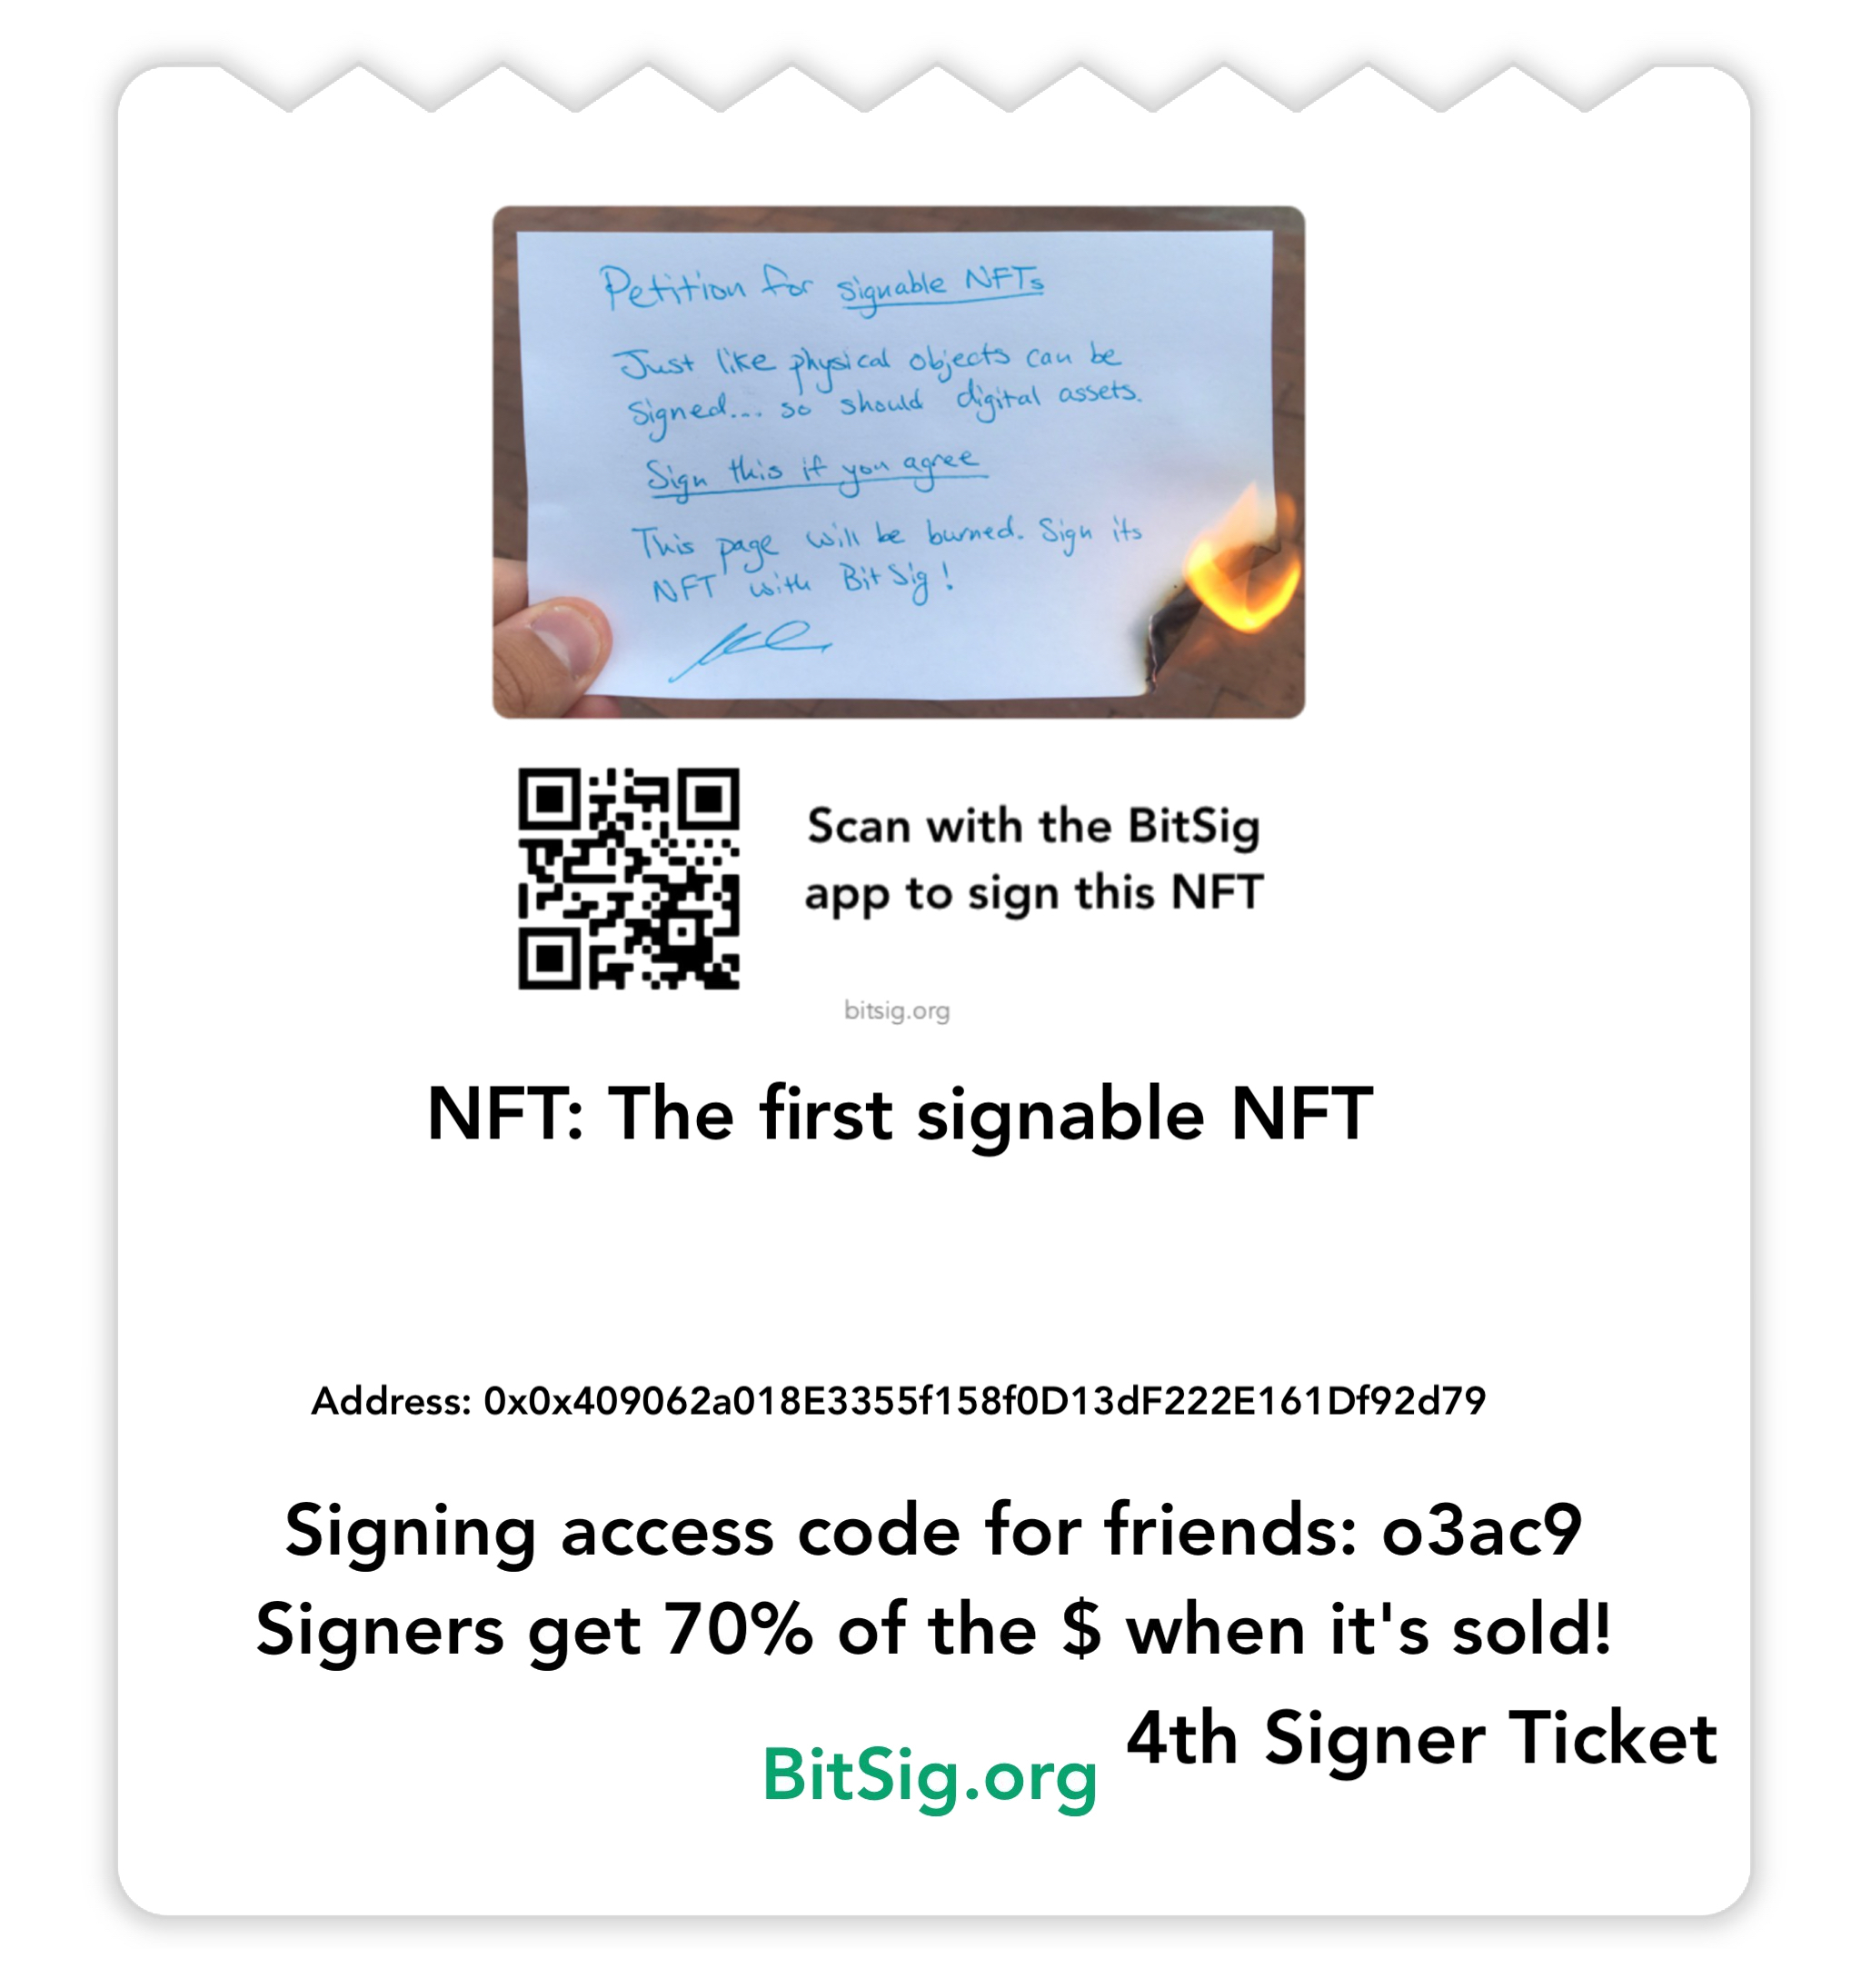 Petition for signable NFTs
Just like physical objects can be
signed... so should digital assets.
Sign this if you agree
This page will be burned. Sign its
NFT with BitSig!
Scan with the BitSig
app to sign this NFT
bitsig.org
NFT: The first signable NFT
Address: 0x0x409062a018E3355f158f0D13dF222E161Df92d79
Signing access code for friends: o3ac9
Signers get 70% of the $ when it's sold!
4th Signer Ticket
BitSig.org